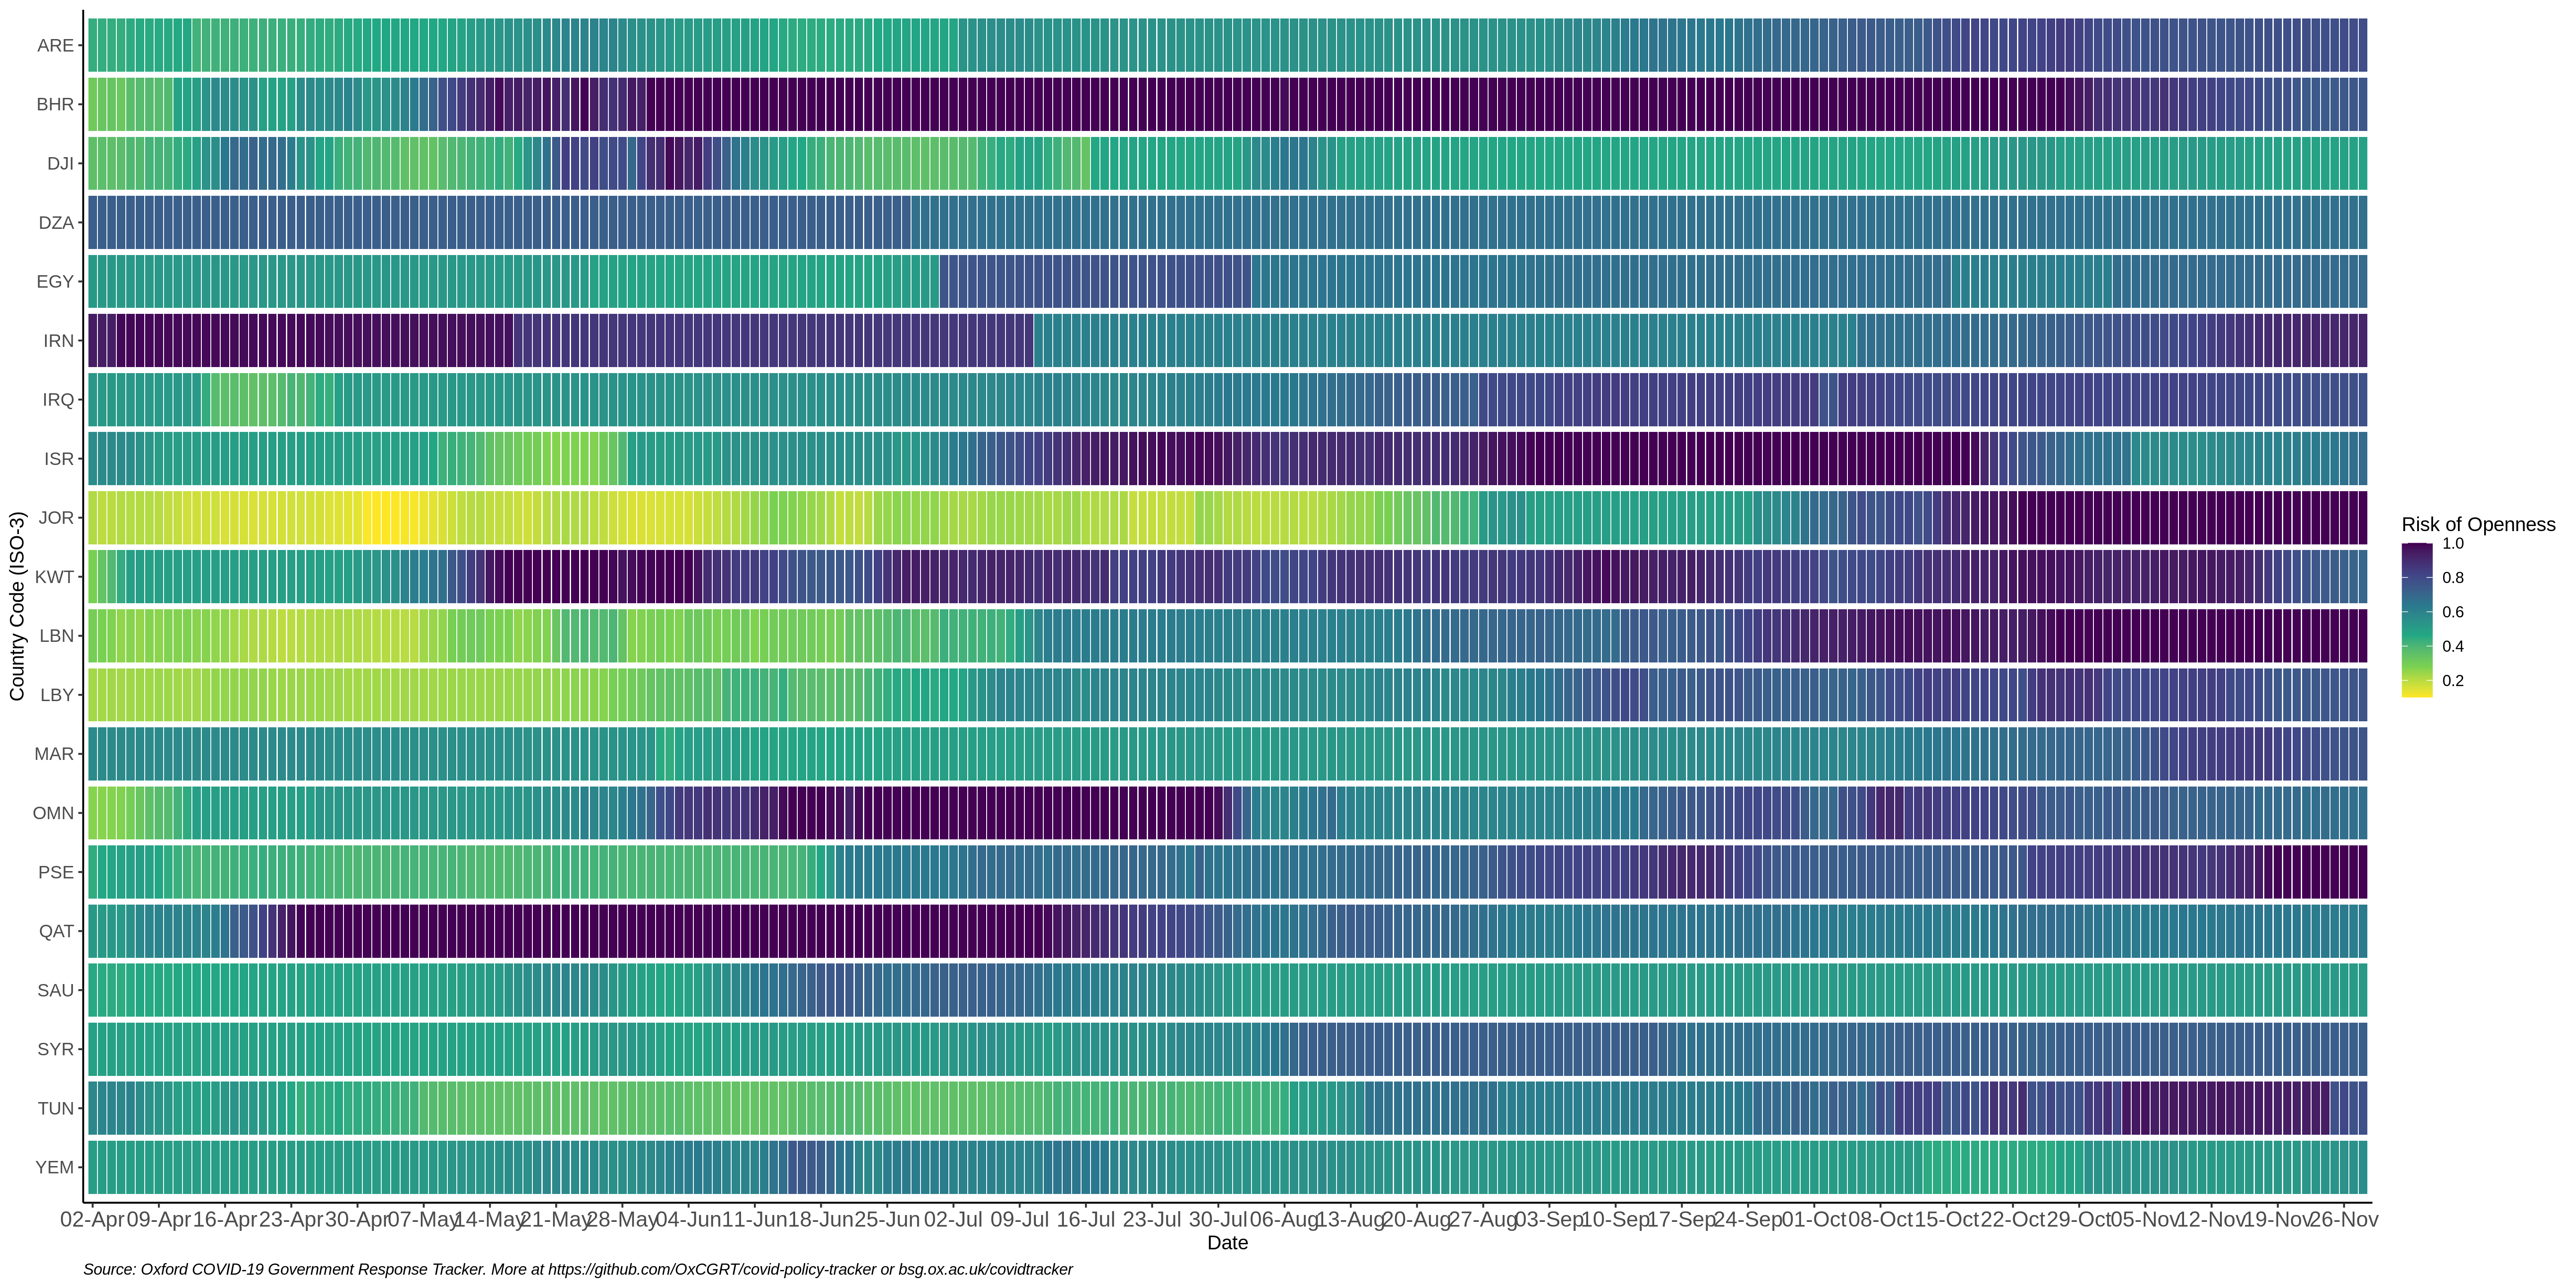 ARE
BHR
DJI
DZA
EGY
IRN
IRQ
ISR
JOR
KWT
LBN
LBY
MAR
OMN
PSE
QAT
SAU
SYR
TUN
YEM
Country Code (ISO-3)
Risk of Openness
1.0
0.8
0.6
0.4
0.2
02-Apr 09-Apr 16-Apr 23-Apr 30-Apr 07-May 14-May 21-May 28-May 04-Jun 11-Jun 18-Jun 25-Jun 02-Jul 09-Jul 16-Jul 23-Jul 30-Jul 06-Aug 13-Aug 20-Aug 27-Aug 03-Sep 10-Sep 17-Sep 24-Sep 01-Oct 08-Oct 15-Oct 22-Oct 29-Oct 05-Nov 12-Nov 19-Nov 26-Nov
Date
Source: Oxford COVID-19 Government Response Tracker. More at https://github.com/OxCGRT/covid-policy-tracker or bsg.ox.ac.uk/covidtracker